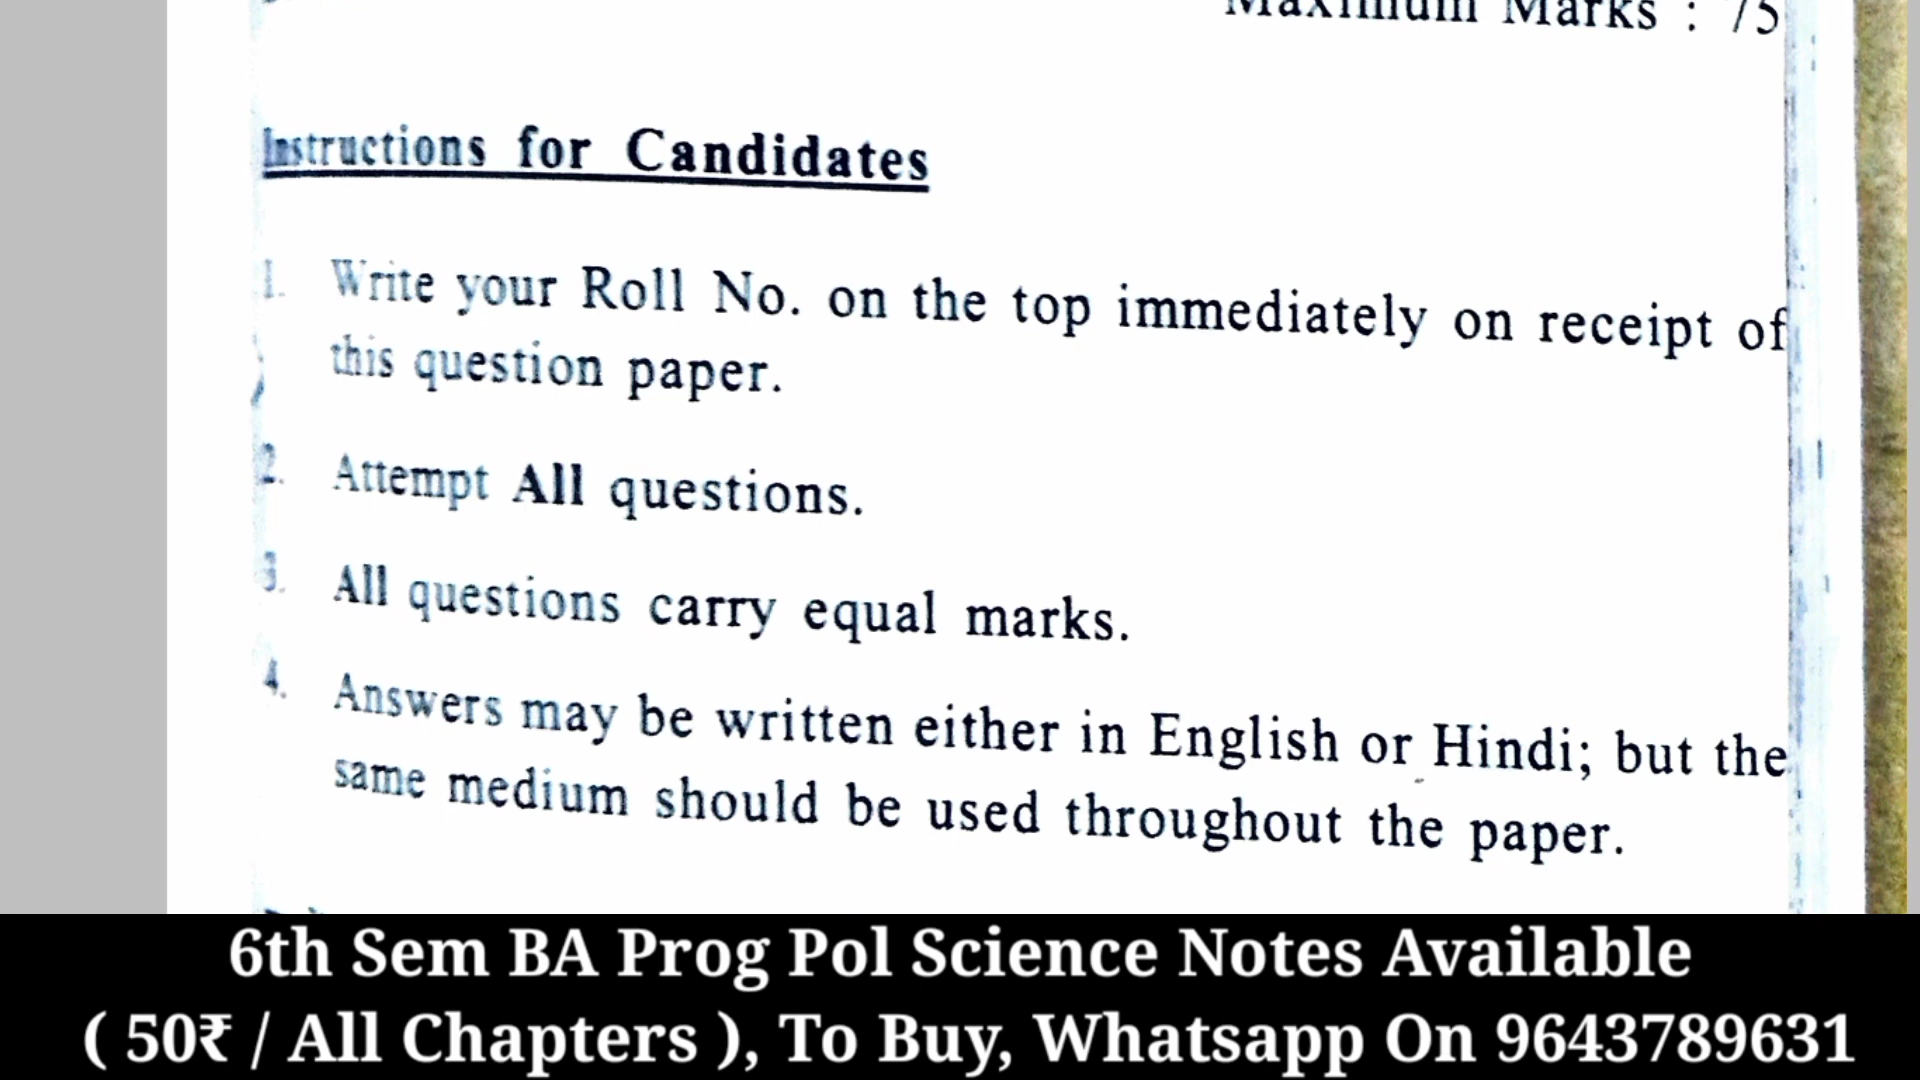 Maximum Marks : 75
Instructions for Candidates
1. Write your Roll No. on the top immediately on receipt of
this question paper.
2. Attempt All questions.
3. All questions carry equal marks.
4. Answers may be written either in English or Hindi; but the
same medium should be used throughout the paper.
6th Sem BA Prog Pol Science Notes Available
( 50₹ / All Chapters ), To Buy, Whatsapp On 9643789631